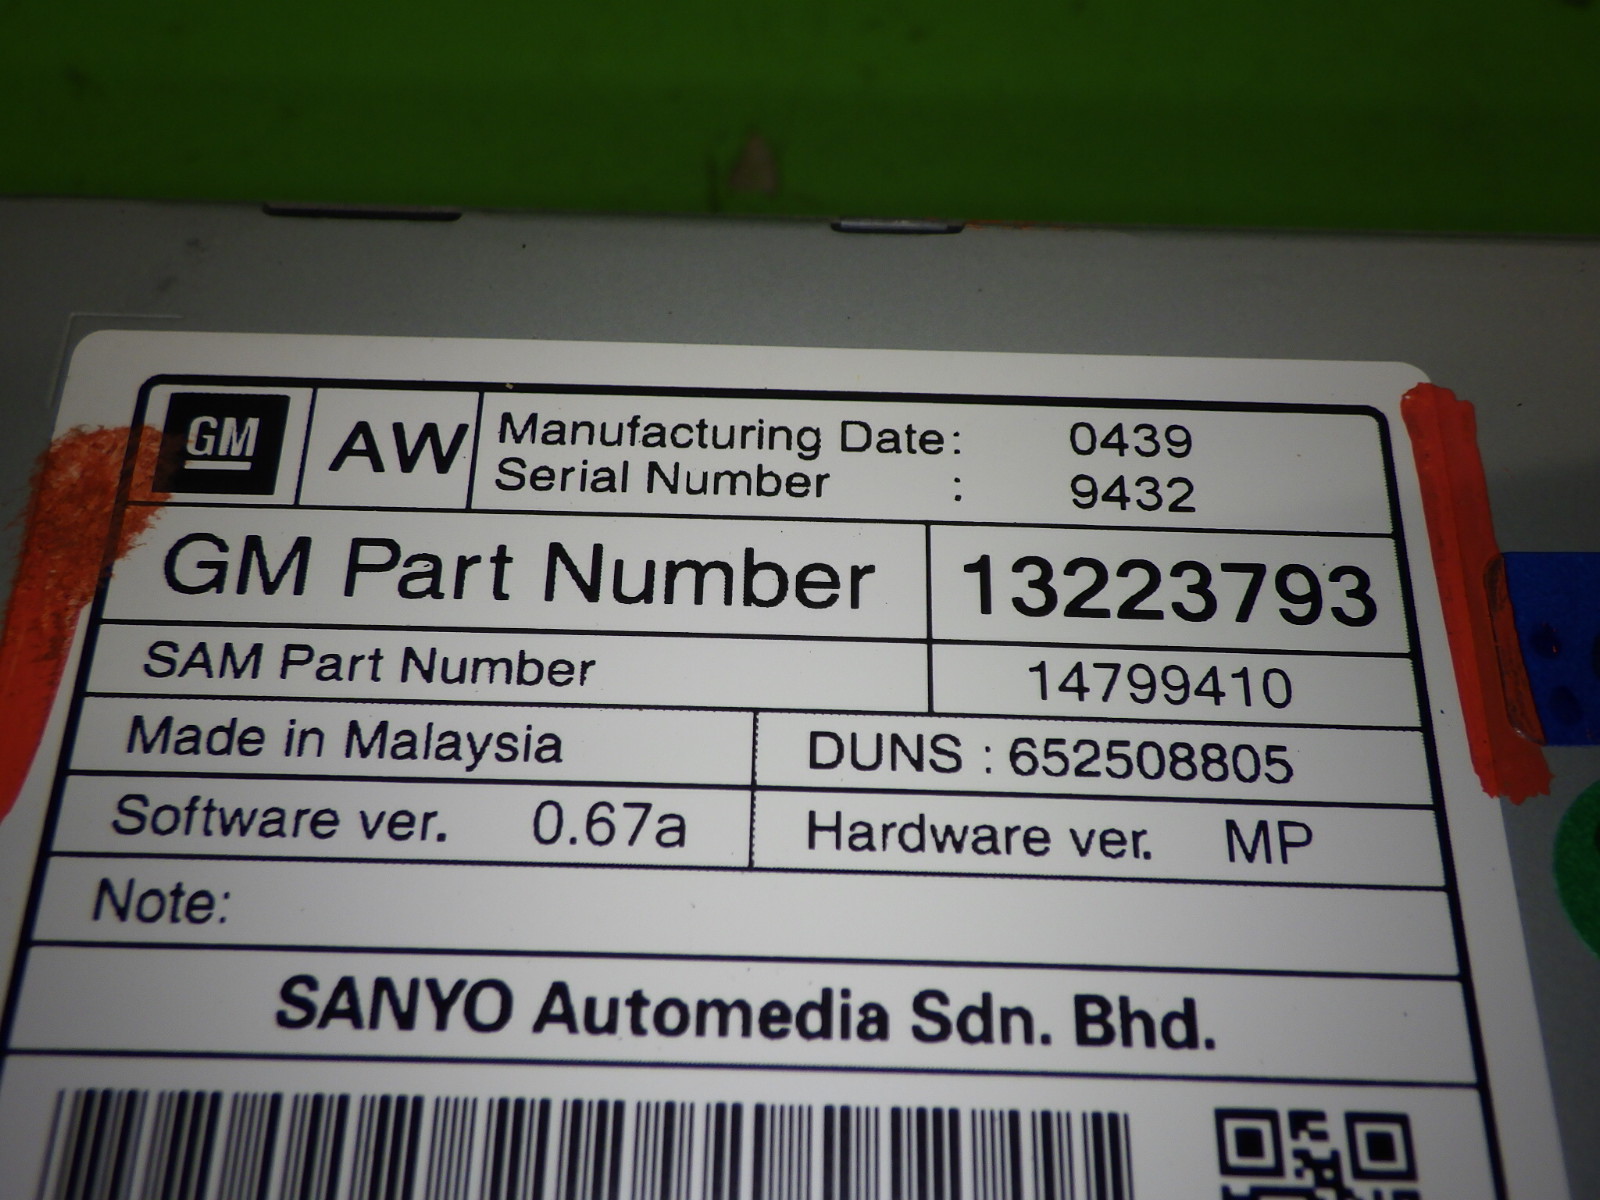 GM
AW
Manufacturing Date: 0439
Serial Number : 9432
GM Part Number 13223793
SAM Part Number 14799410
Made in Malaysia DUNS : 652508805
Software ver. 0.67a Hardware ver. MP
Note:
SANYO Automedia Sdn. Bhd.